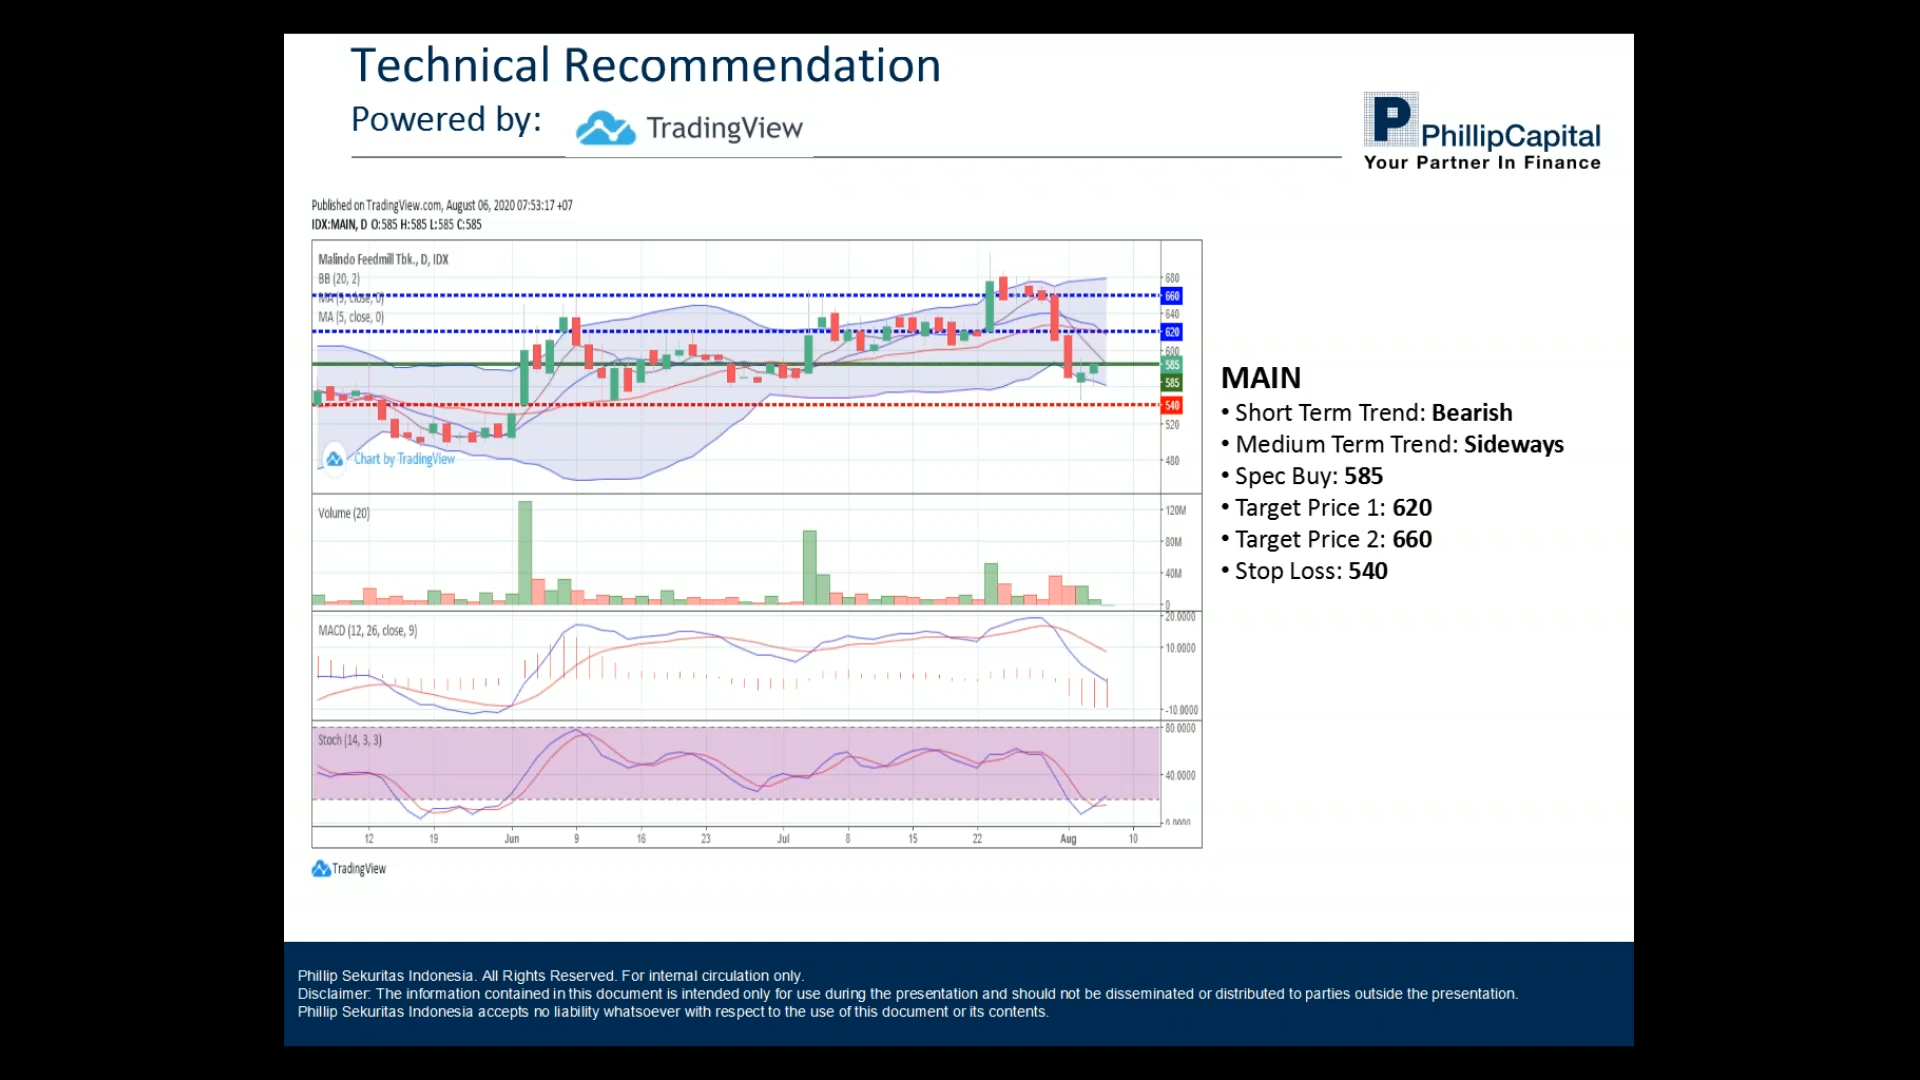 Technical Recommendation
Powered by:
TradingView
P PhillipCapital
Your Partner In Finance
Published on TradingView.com, August 06, 2020 07:53:17 +07
IDX:MAIN, D O:585 H:585 L:585 C:585
Malindo Feedmill Tbk., D, IDX
BB (20, 2)
MA (5, close, 0)
680
660
640
620
600
585
585
540
520
480
Chart by TradingView
Volume (20)
120M
80M
40M
0
MACD (12, 26, close, 9)
20.0000
10.0000
-10.0000
Stoch (14, 3, 3)
80.0000
40.0000
0.0000
12 19 Jun 9 16 23 Jul 8 15 22 Aug 10
TradingView
MAIN
• Short Term Trend: Bearish
• Medium Term Trend: Sideways
• Spec Buy: 585
• Target Price 1: 620
• Target Price 2: 660
• Stop Loss: 540
Phillip Sekuritas Indonesia. All Rights Reserved. For internal circulation only.
Disclaimer: The information contained in this document is intended only for use during the presentation and should not be disseminated or distributed to parties outside the presentation.
Phillip Sekuritas Indonesia accepts no liability whatsoever with respect to the use of this document or its contents.